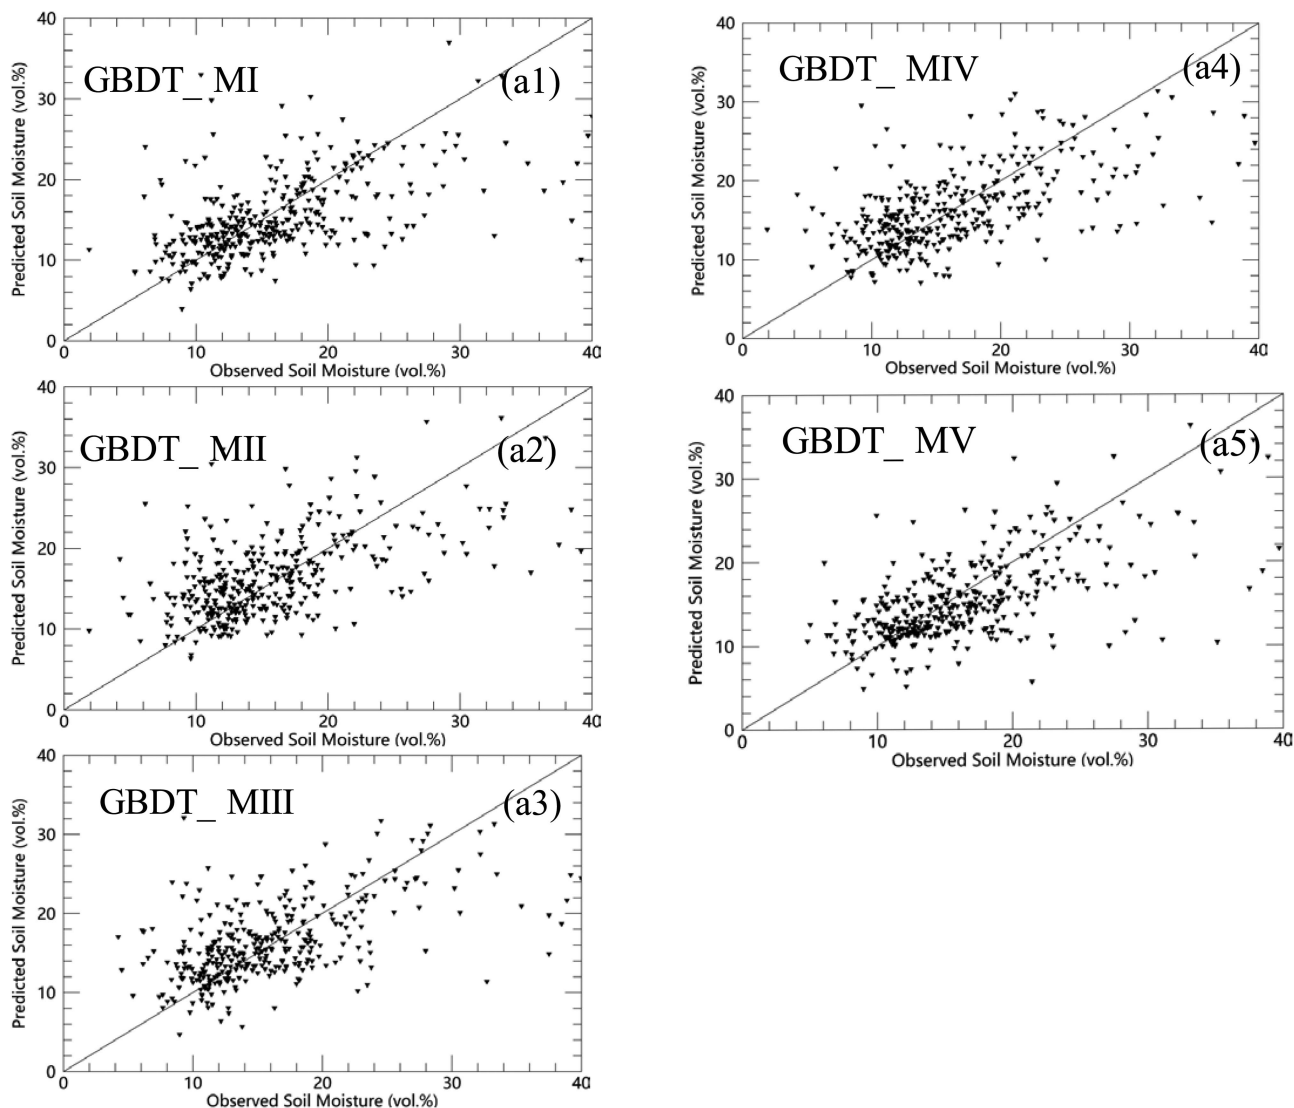 40
30
20
10
0
GBDT_ MI
(a1)
Predicted Soil Moisture (vol.%)
0 10 20 30 40
Observed Soil Moisture (vol.%)
40
30
20
10
0
GBDT_ MII
(a2)
Predicted Soil Moisture (vol.%)
0 10 20 30 40
Observed Soil Moisture (vol.%)
30
20
10
0
GBDT_ MIII
(a3)
Predicted Soil Moisture (vol.%)
0 10 20 30 40
Observed Soil Moisture (vol.%)
40
30
20
10
0
GBDT_ MIV
(a4)
Predicted Soil Moisture (vol.%)
0 10 20 30 40
Observed Soil Moisture (vol.%)
40
30
20
10
0
GBDT_ MV
(a5)
Predicted Soil Moisture (vol.%)
0 10 20 30 40
Observed Soil Moisture (vol.%)